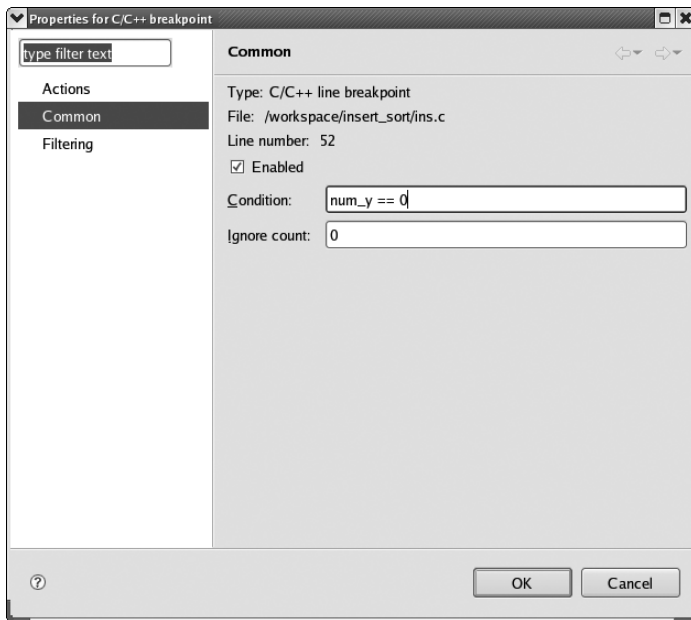 Properties for C/C++ breakpoint
type filter text
Actions
Common
Filtering
Common
Type: C/C++ line breakpoint
File: /workspace/insert_sort/ins.c
Line number: 52
Enabled
Condition: num_y == 0
Ignore count: 0
?
OK
Cancel